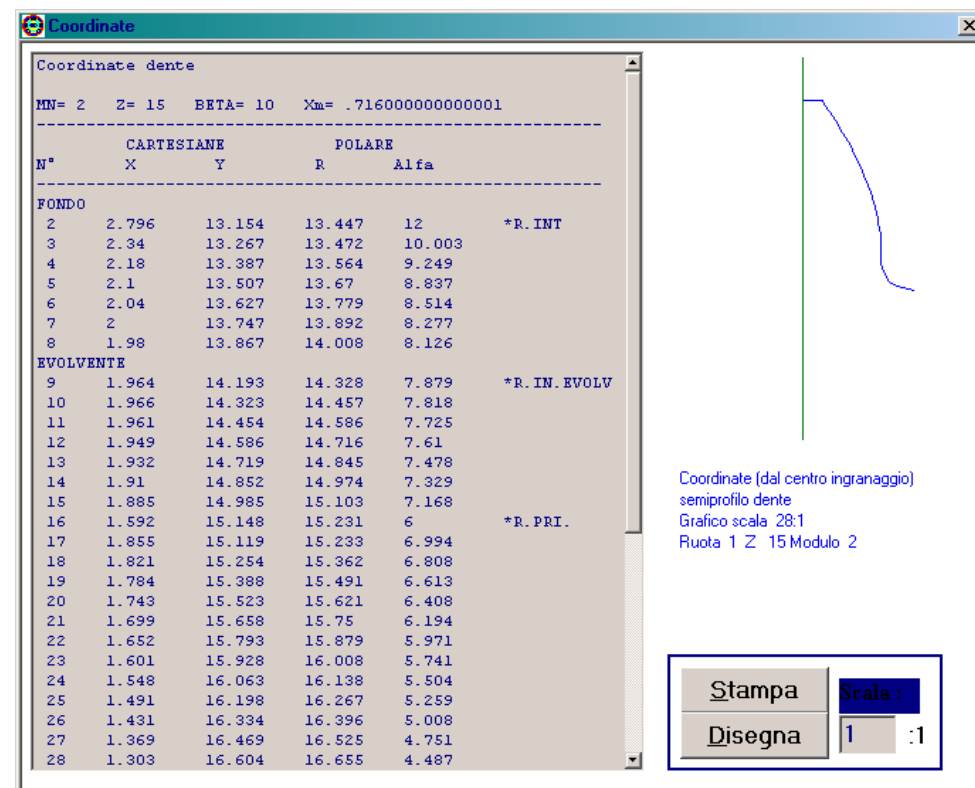 Coordinate
Coordinate dente
MN= 2 Z= 15 BETA= 10 Xm= .716000000000001
------------------------------------------------------------------
CARTESIANE POLARE
N° X Y R Alfa
------------------------------------------------------------------
FONDO
2 2.796 13.154 13.447 12 *R.INT
3 2.34 13.267 13.472 10.003
4 2.18 13.387 13.564 9.249
5 2.1 13.507 13.67 8.837
6 2.04 13.627 13.779 8.514
7 2 13.747 13.892 8.277
8 1.98 13.867 14.008 8.126
EVOLVENTE
9 1.964 14.193 14.328 7.879 *R.IN.EVOLV
10 1.966 14.323 14.457 7.818
11 1.961 14.454 14.586 7.725
12 1.949 14.586 14.716 7.61
13 1.932 14.719 14.845 7.478
14 1.91 14.852 14.974 7.329
15 1.885 14.985 15.103 7.168
16 1.592 15.148 15.231 6 *R.PRI.
17 1.855 15.119 15.233 6.994
18 1.821 15.254 15.362 6.808
19 1.784 15.388 15.491 6.613
20 1.743 15.523 15.621 6.408
21 1.699 15.658 15.75 6.194
22 1.652 15.793 15.879 5.971
23 1.601 15.928 16.008 5.741
24 1.548 16.063 16.138 5.504
25 1.491 16.198 16.267 5.259
26 1.431 16.334 16.396 5.008
27 1.369 16.469 16.525 4.751
28 1.303 16.604 16.655 4.487
Coordinate (dal centro ingranaggio)
semiprofilo dente
Grafico scala 28:1
Ruota 1 Z 15 Modulo 2
Stampa
Scala :
Disegna
1 :1